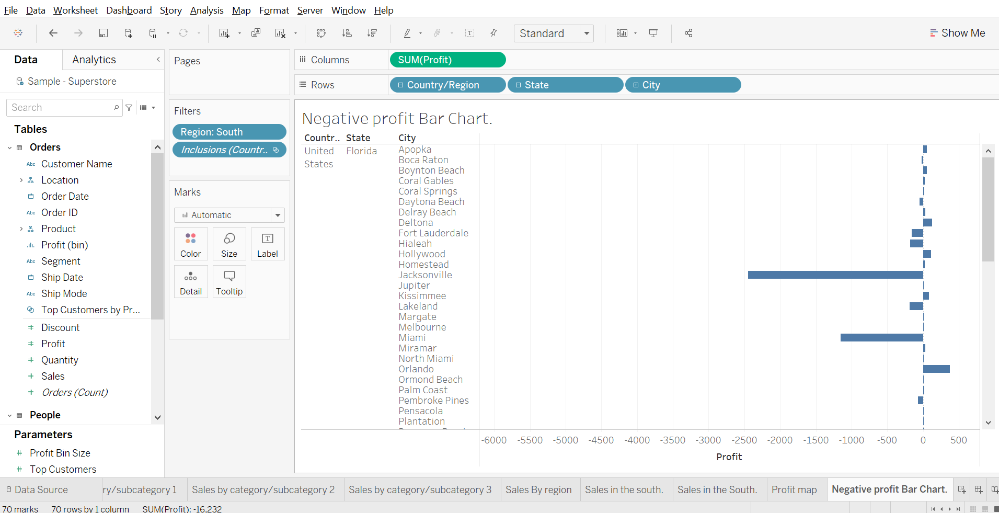 File Data Worksheet Dashboard Story Analysis Map Format Server Window Help
Standard
Show Me
Data Analytics
Sample - Superstore
Search
Tables
Orders
Abc Customer Name
Location
Order Date
Abc Order ID
Product
Profit (bin)
Abc Segment
Ship Date
Abc Ship Mode
Top Customers by Pr...
# Discount
# Profit
# Quantity
# Sales
# Orders (Count)
People
Parameters
# Profit Bin Size
# Top Customers
Pages
Filters
Region: South
Inclusions (Countr..
Marks
Automatic
Color Size Label
Detail Tooltip
Columns SUM(Profit)
Rows Country/Region State City
Negative profit Bar Chart.
Countr.. State City
United States Florida Apopka
Boca Raton
Boynton Beach
Coral Gables
Coral Springs
Daytona Beach
Delray Beach
Deltona
Fort Lauderdale
Hialeah
Hollywood
Homestead
Jacksonville
Jupiter
Kissimmee
Lakeland
Margate
Melbourne
Miami
Miramar
North Miami
Orlando
Ormond Beach
Palm Coast
Pembroke Pines
Pensacola
Plantation
-6000 -5500 -5000 -4500 -4000 -3500 -3000 -2500 -2000 -1500 -1000 -500 0 500
Profit
Data Source ry/subcategory 1 Sales by category/subcategory 2 Sales by category/subcategory 3 Sales By region Sales in the south. Sales in the South. Profit map Negative profit Bar Chart.
70 marks 70 rows by 1 column SUM(Profit): -16,232